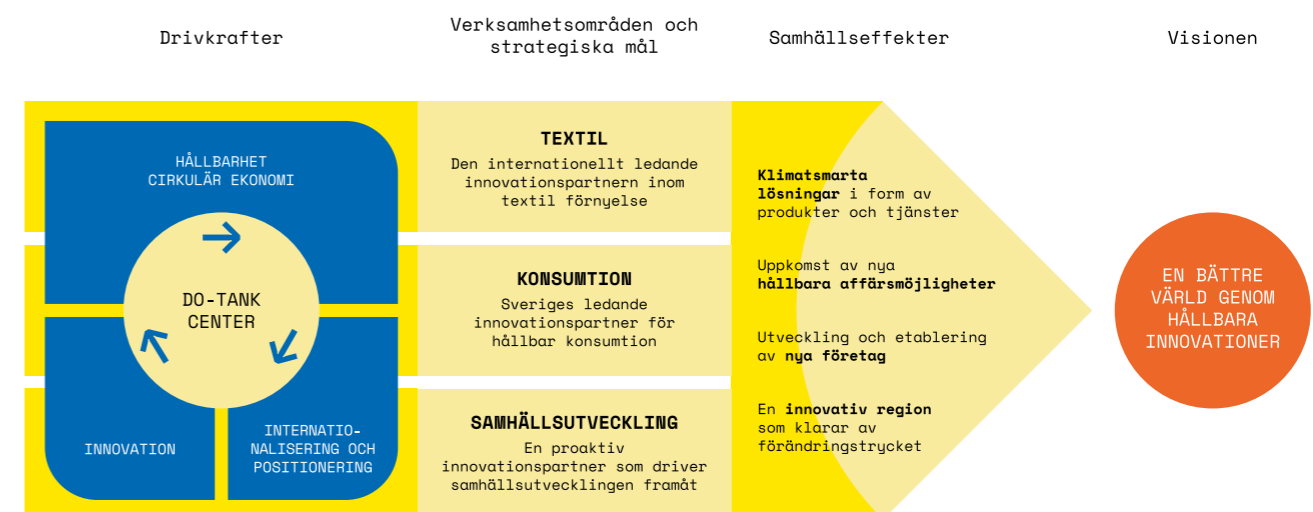 Drivkrafter
Verksamhetsområden och
strategiska mål
Samhällseffekter
Visionen
HÅLLBARHET
CIRKULÄR EKONOMI
DO-TANK
CENTER
INNOVATION
INTERNATIO-
NALISERING OCH
POSITIONERING
TEXTIL
Den internationellt ledande
innovationspartnern inom
textil förnyelse
KONSUMTION
Sveriges ledande
innovationspartner för
hållbar konsumtion
SAMHÄLLSUTVECKLING
En proaktiv
innovationspartner som driver
samhällsutvecklingen framåt
Klimatsmarta
lösningar i form av
produkter och tjänster
Uppkomst av nya
hållbara affärsmöjligheter
Utveckling och etablering
av nya företag
En innovativ region
som klarar av
förändringstrycket
EN BÄTTRE
VÄRLD GENOM
HÅLLBARA
INNOVATIONER